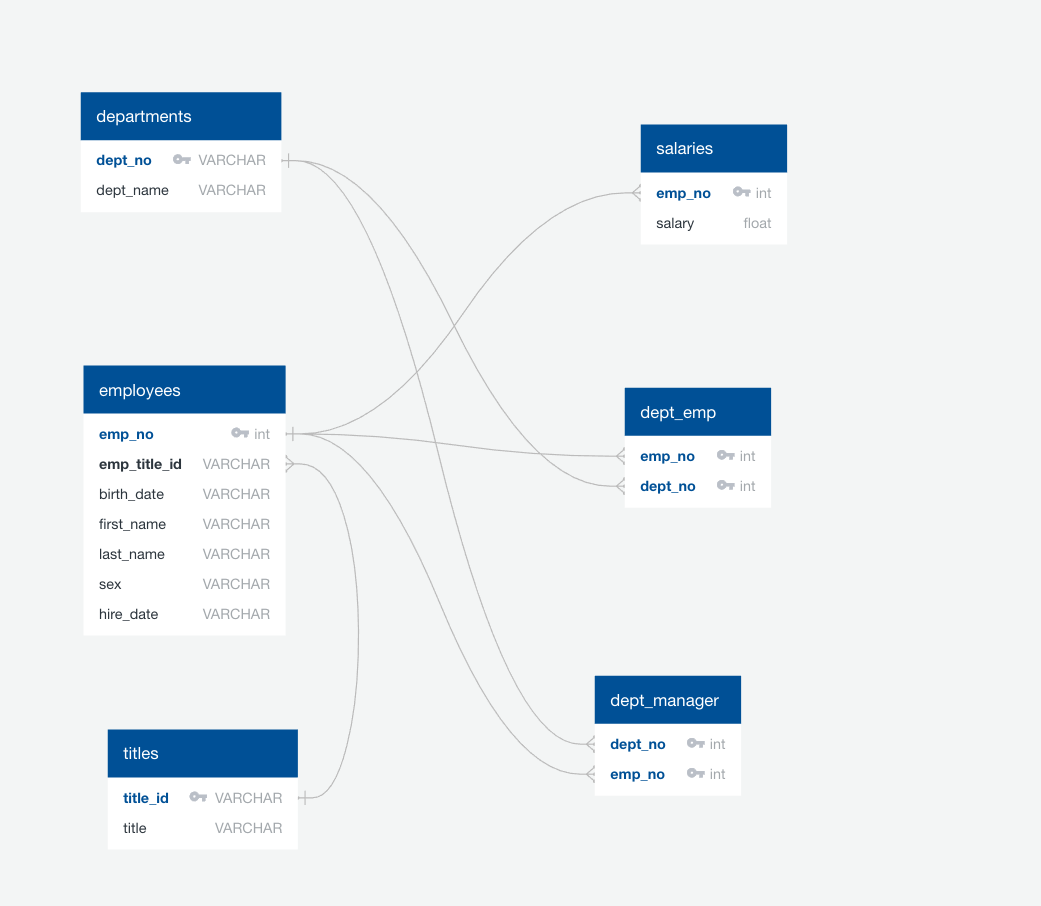 departments
dept_no VARCHAR
dept_name VARCHAR
salaries
emp_no int
salary float
employees
emp_no int
emp_title_id VARCHAR
birth_date VARCHAR
first_name VARCHAR
last_name VARCHAR
sex VARCHAR
hire_date VARCHAR
dept_emp
emp_no int
dept_no int
titles
title_id VARCHAR
title VARCHAR
dept_manager
dept_no int
emp_no int